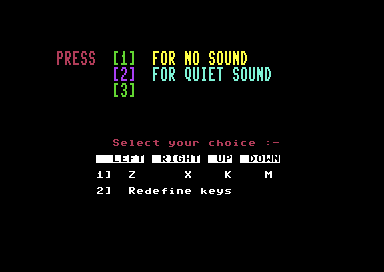 PRESS [1] FOR NO SOUND
[2] FOR QUIET SOUND
[3]
Select your choice :-
LEFT RIGHT UP DOWN
1] Z X K M
2] Redefine keys